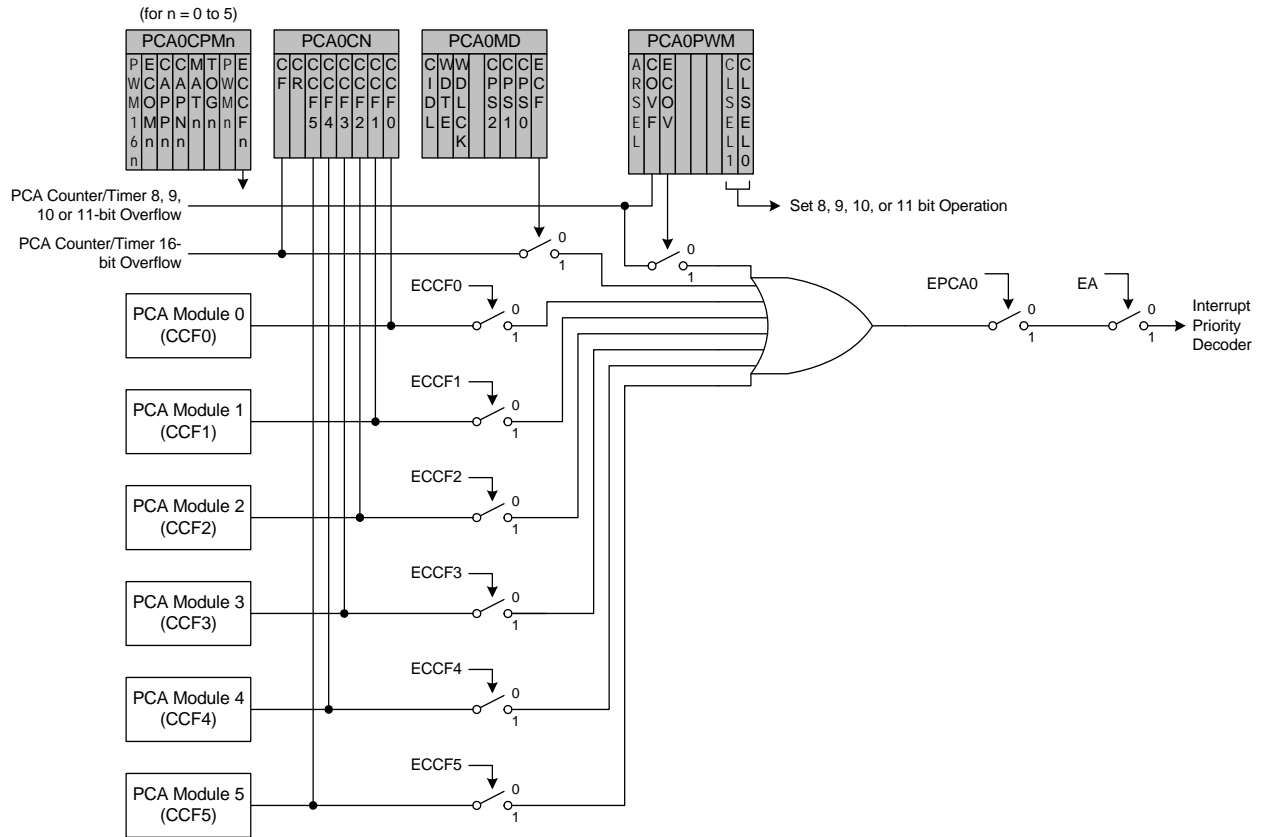 (for n = 0 to 5)
PCA0CPMn
PWM16n
ECOMn
CAPPn
CAPNn
MATn
TOGn
PWMn
ECCFn
PCA0CN
CF
CR
CCF5
CCF4
CCF3
CCF2
CCF1
CCF0
PCA0MD
CIDL
WDTE
WDLCK
CPS2
CPS1
CPS0
ECF
PCA0PWM
ARSEL
COVF
ECOV
CLSEL1
CLSEL0
PCA Counter/Timer 8, 9,
10 or 11-bit Overflow
Set 8, 9, 10, or 11 bit Operation
PCA Counter/Timer 16-
bit Overflow
0
1
0
1
PCA Module 0
(CCF0)
ECCF0
0
1
EPCA0
0
1
EA
0
1
Interrupt
Priority
Decoder
PCA Module 1
(CCF1)
ECCF1
0
1
PCA Module 2
(CCF2)
ECCF2
0
1
PCA Module 3
(CCF3)
ECCF3
0
1
PCA Module 4
(CCF4)
ECCF4
0
1
PCA Module 5
(CCF5)
ECCF5
0
1